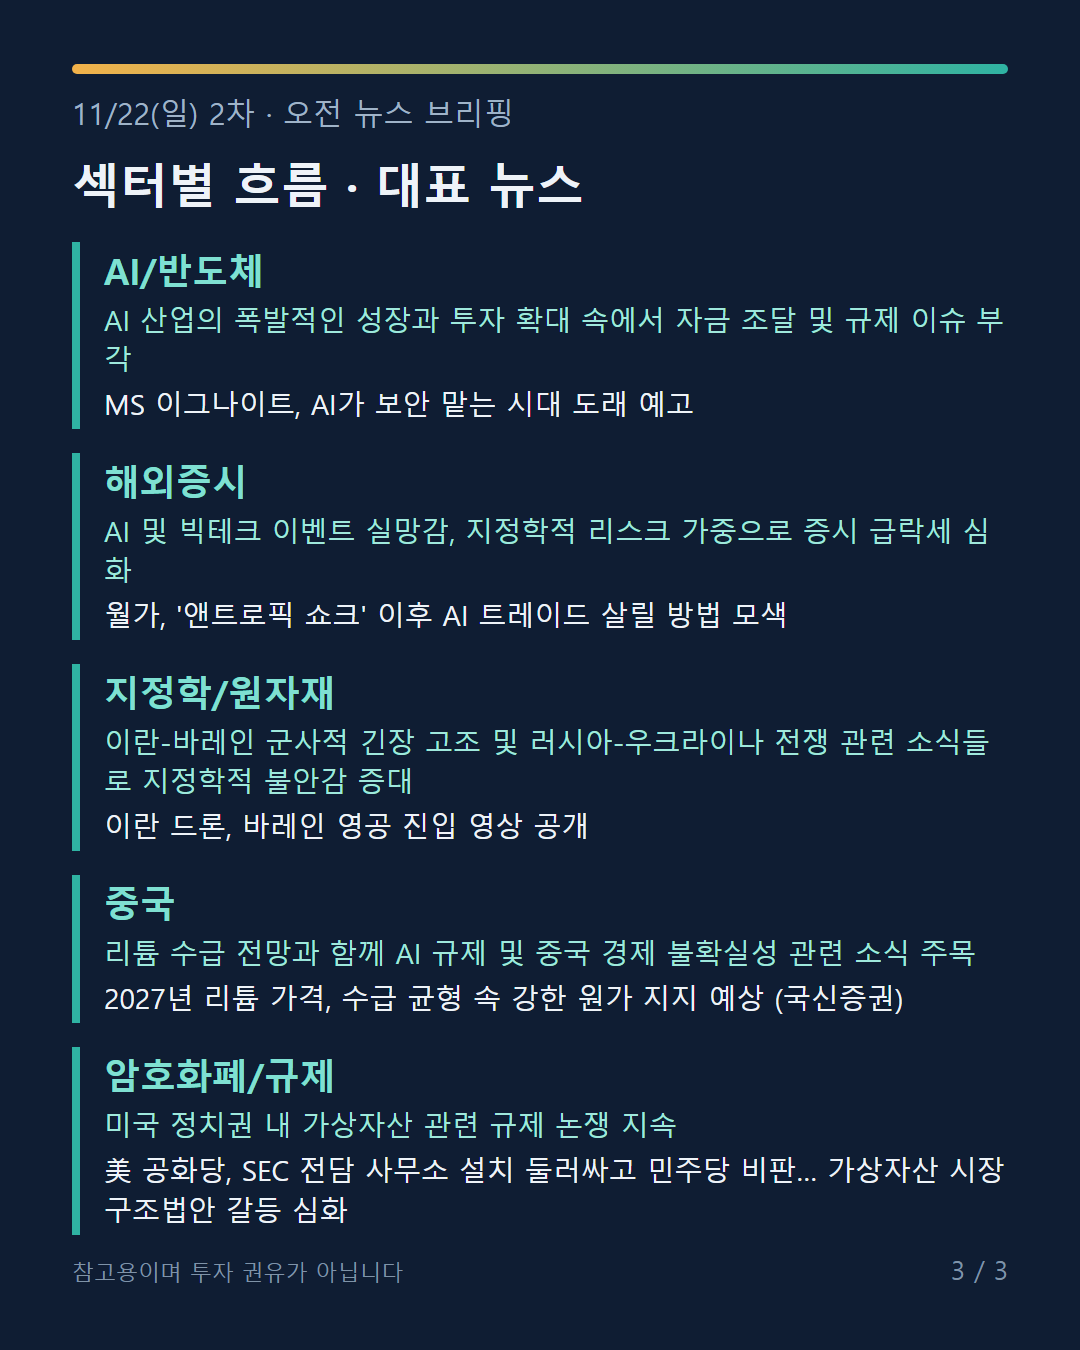 11/22(일) 2차 · 오전 뉴스 브리핑
섹터별 흐름 · 대표 뉴스
AI/반도체
AI 산업의 폭발적인 성장과 투자 확대 속에서 자금 조달 및 규제 이슈 부
각
MS 이그나이트, AI가 보안 맡는 시대 도래 예고
해외증시
AI 및 빅테크 이벤트 실망감, 지정학적 리스크 가중으로 증시 급락세 심
화
월가, '앤트로픽 쇼크' 이후 AI 트레이드 살릴 방법 모색
지정학/원자재
이란-바레인 군사적 긴장 고조 및 러시아-우크라이나 전쟁 관련 소식들
로 지정학적 불안감 증대
이란 드론, 바레인 영공 진입 영상 공개
중국
리튬 수급 전망과 함께 AI 규제 및 중국 경제 불확실성 관련 소식 주목
2027년 리튬 가격, 수급 균형 속 강한 원가 지지 예상 (국신증권)
암호화폐/규제
미국 정치권 내 가상자산 관련 규제 논쟁 지속
美 공화당, SEC 전담 사무소 설치 둘러싸고 민주당 비판... 가상자산 시장
구조법안 갈등 심화
참고용이며 투자 권유가 아닙니다
3 / 3